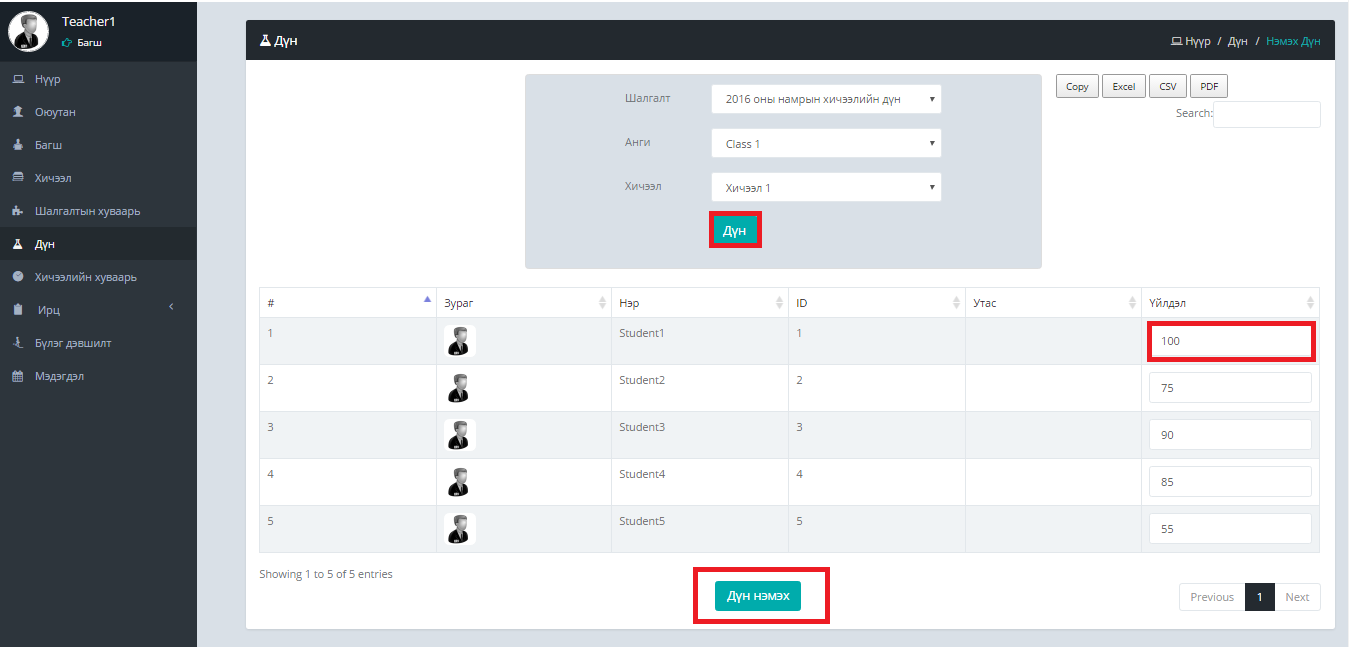 Teacher1
Багш
Нүүр
Оюутан
Багш
Хичээл
Шалгалтын хуваарь
Дүн
Хичээлийн хуваарь
Ирц
Бүлэг дэвшилт
Мэдэгдэл
Дүн
Нүүр / Дүн / Нэмэх Дүн
Шалгалт 2016 оны намрын хичээлийн дүн
Анги Class 1
Хичээл Хичээл 1
Дүн
Copy Excel CSV PDF
Search:
# Зураг Нэр ID Утас Үйлдэл
1 Student1 1 100
2 Student2 2 75
3 Student3 3 90
4 Student4 4 85
5 Student5 5 55
Showing 1 to 5 of 5 entries
Дүн нэмэх
Previous 1 Next